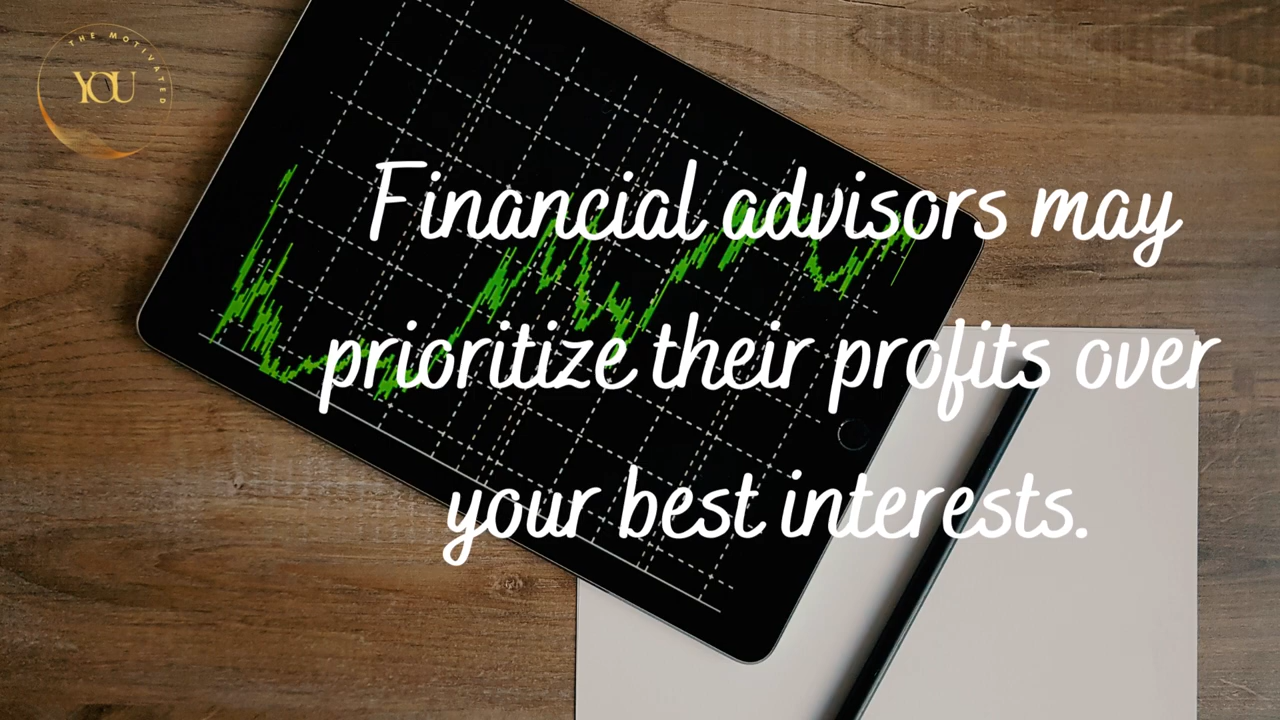 THE MOTIVATED
YOU
Financial advisors may
prioritize their profits over
your best interests.